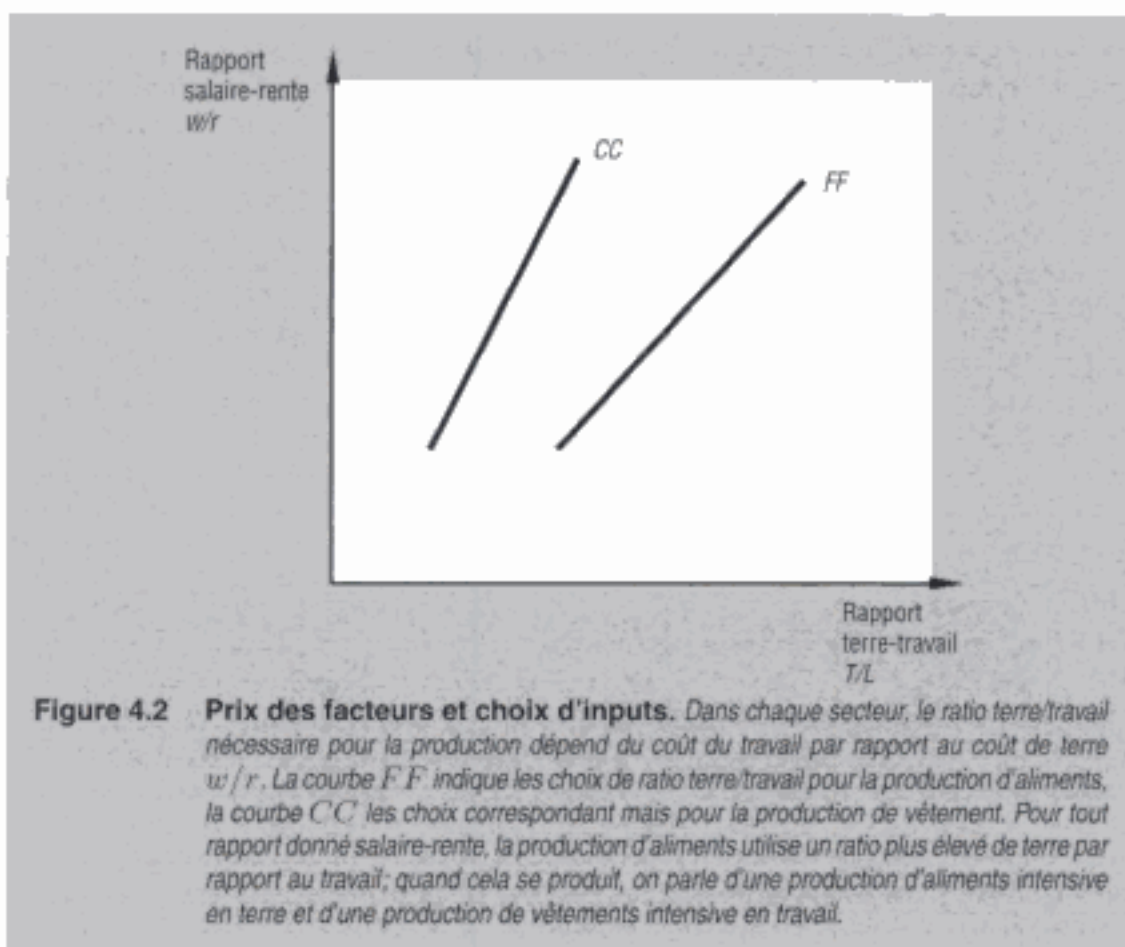 Rapport
salaire-rente
w/r
CC
FF
Rapport
terre-travail
T/L
Figure 4.2 Prix des facteurs et choix d'inputs. Dans chaque secteur, le ratio terre/travail
nécessaire pour la production dépend du coût du travail par rapport au coût de terre
w/r. La courbe FF indique les choix de ratio terre/travail pour la production d'aliments,
la courbe CC les choix correspondant mais pour la production de vêtement. Pour tout
rapport donné salaire-rente, la production d'aliments utilise un ratio plus élevé de terre par
rapport au travail; quand cela se produit, on parle d'une production d'aliments intensive
en terre et d'une production de vêtements intensive en travail.